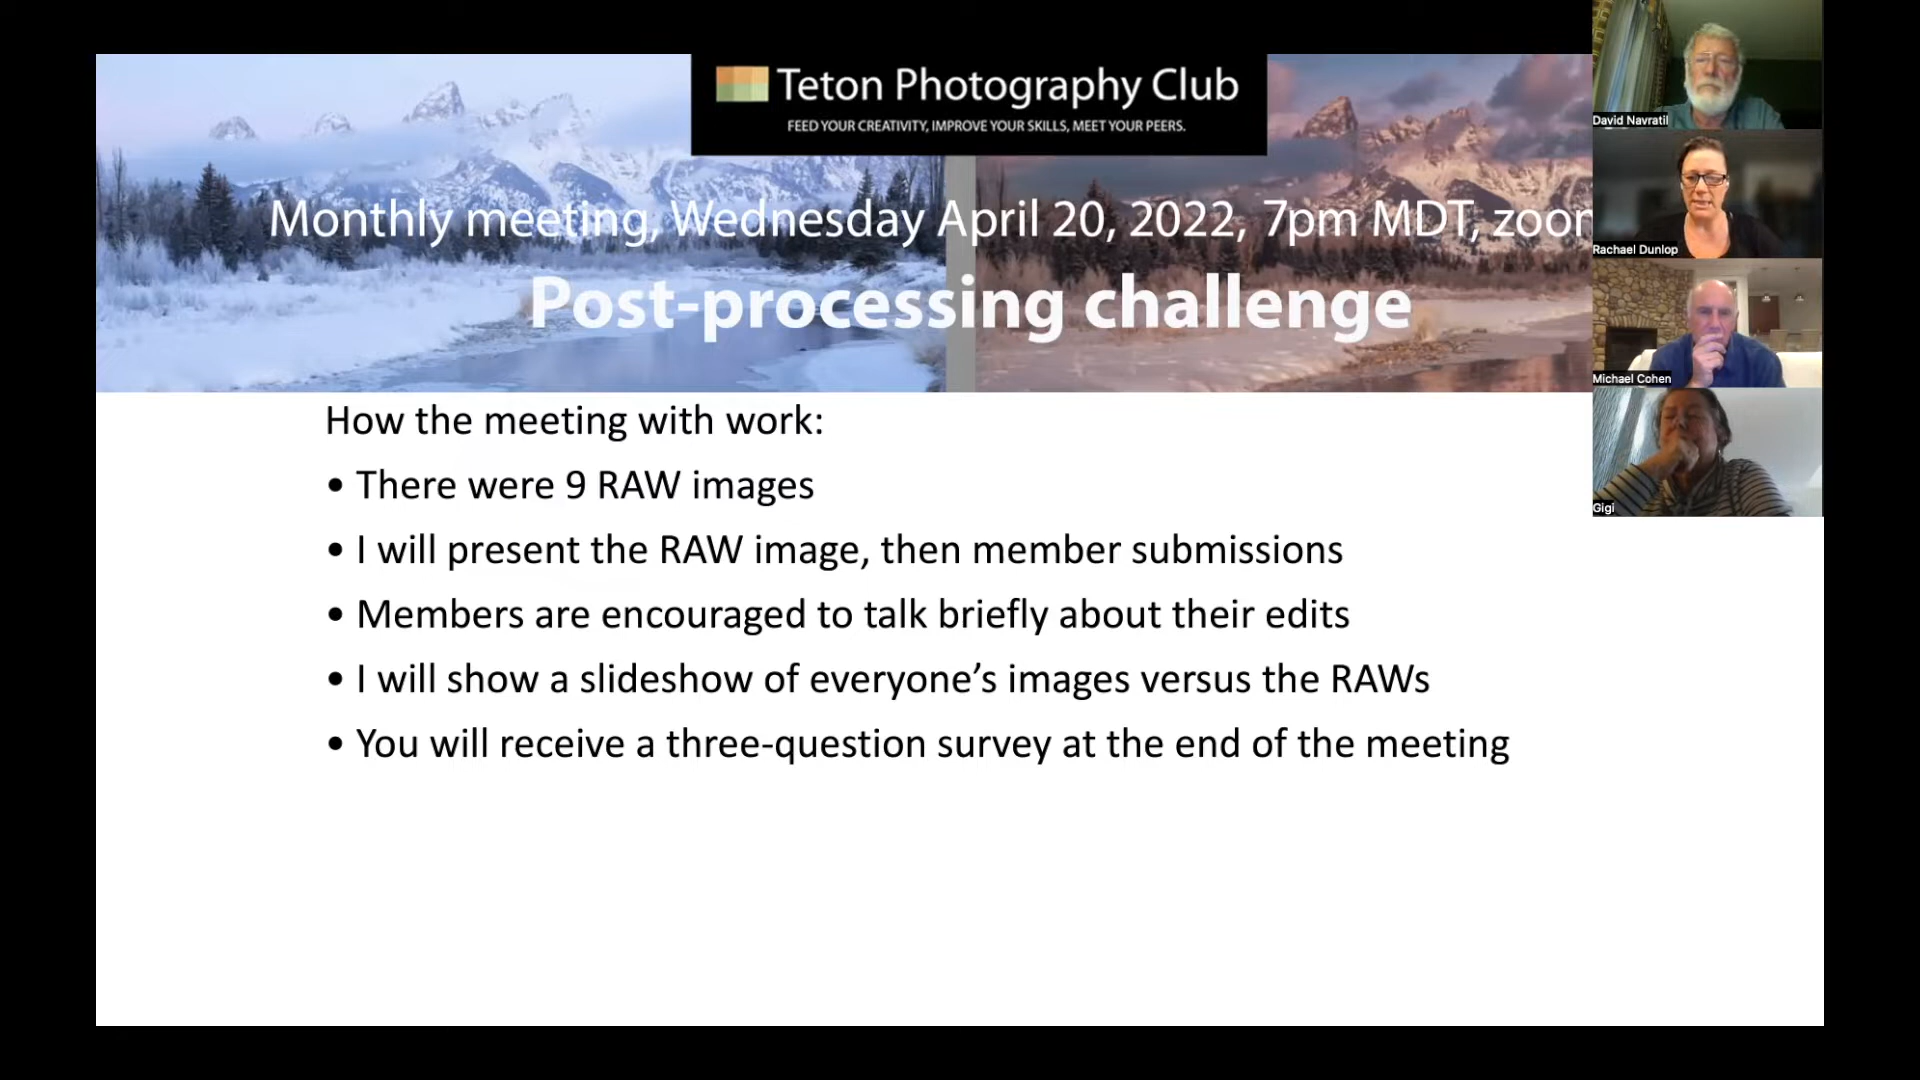 Teton Photography Club
FEED YOUR CREATIVITY, IMPROVE YOUR SKILLS, MEET YOUR PEERS.
Monthly meeting, Wednesday April 20, 2022, 7pm MDT, zoom
Post-processing challenge
How the meeting with work:
• There were 9 RAW images
• I will present the RAW image, then member submissions
• Members are encouraged to talk briefly about their edits
• I will show a slideshow of everyone’s images versus the RAWs
• You will receive a three-question survey at the end of the meeting
David Navratil
Rachael Dunlop
Michael Cohen
Gigi